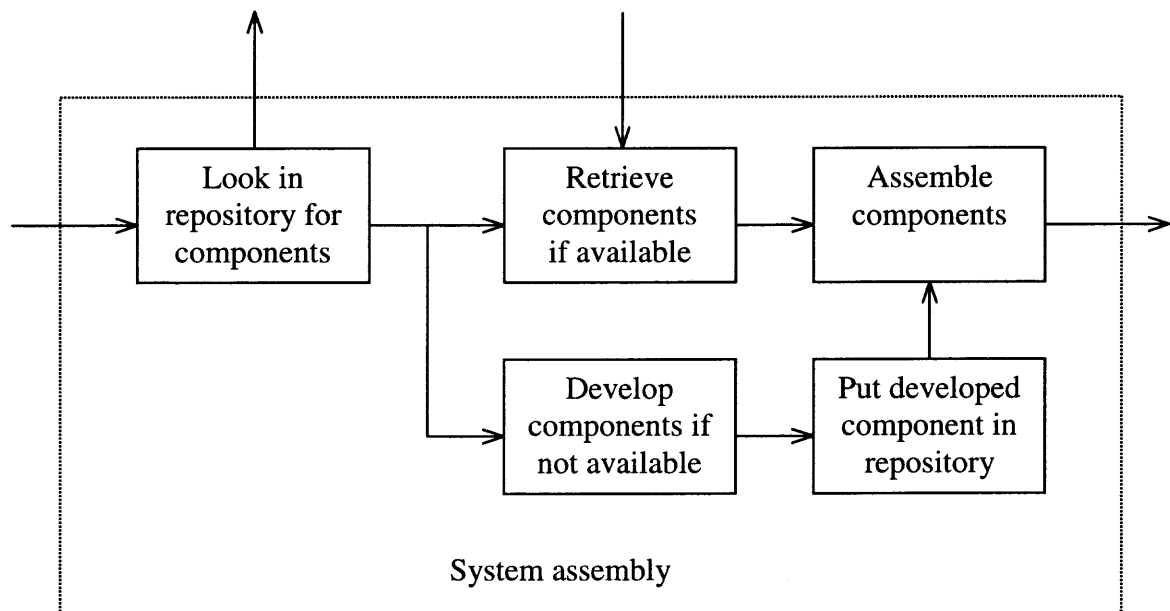 Look in
repository for
components
Retrieve
components
if available
Assemble
components
Develop
components if
not available
Put developed
component in
repository
System assembly